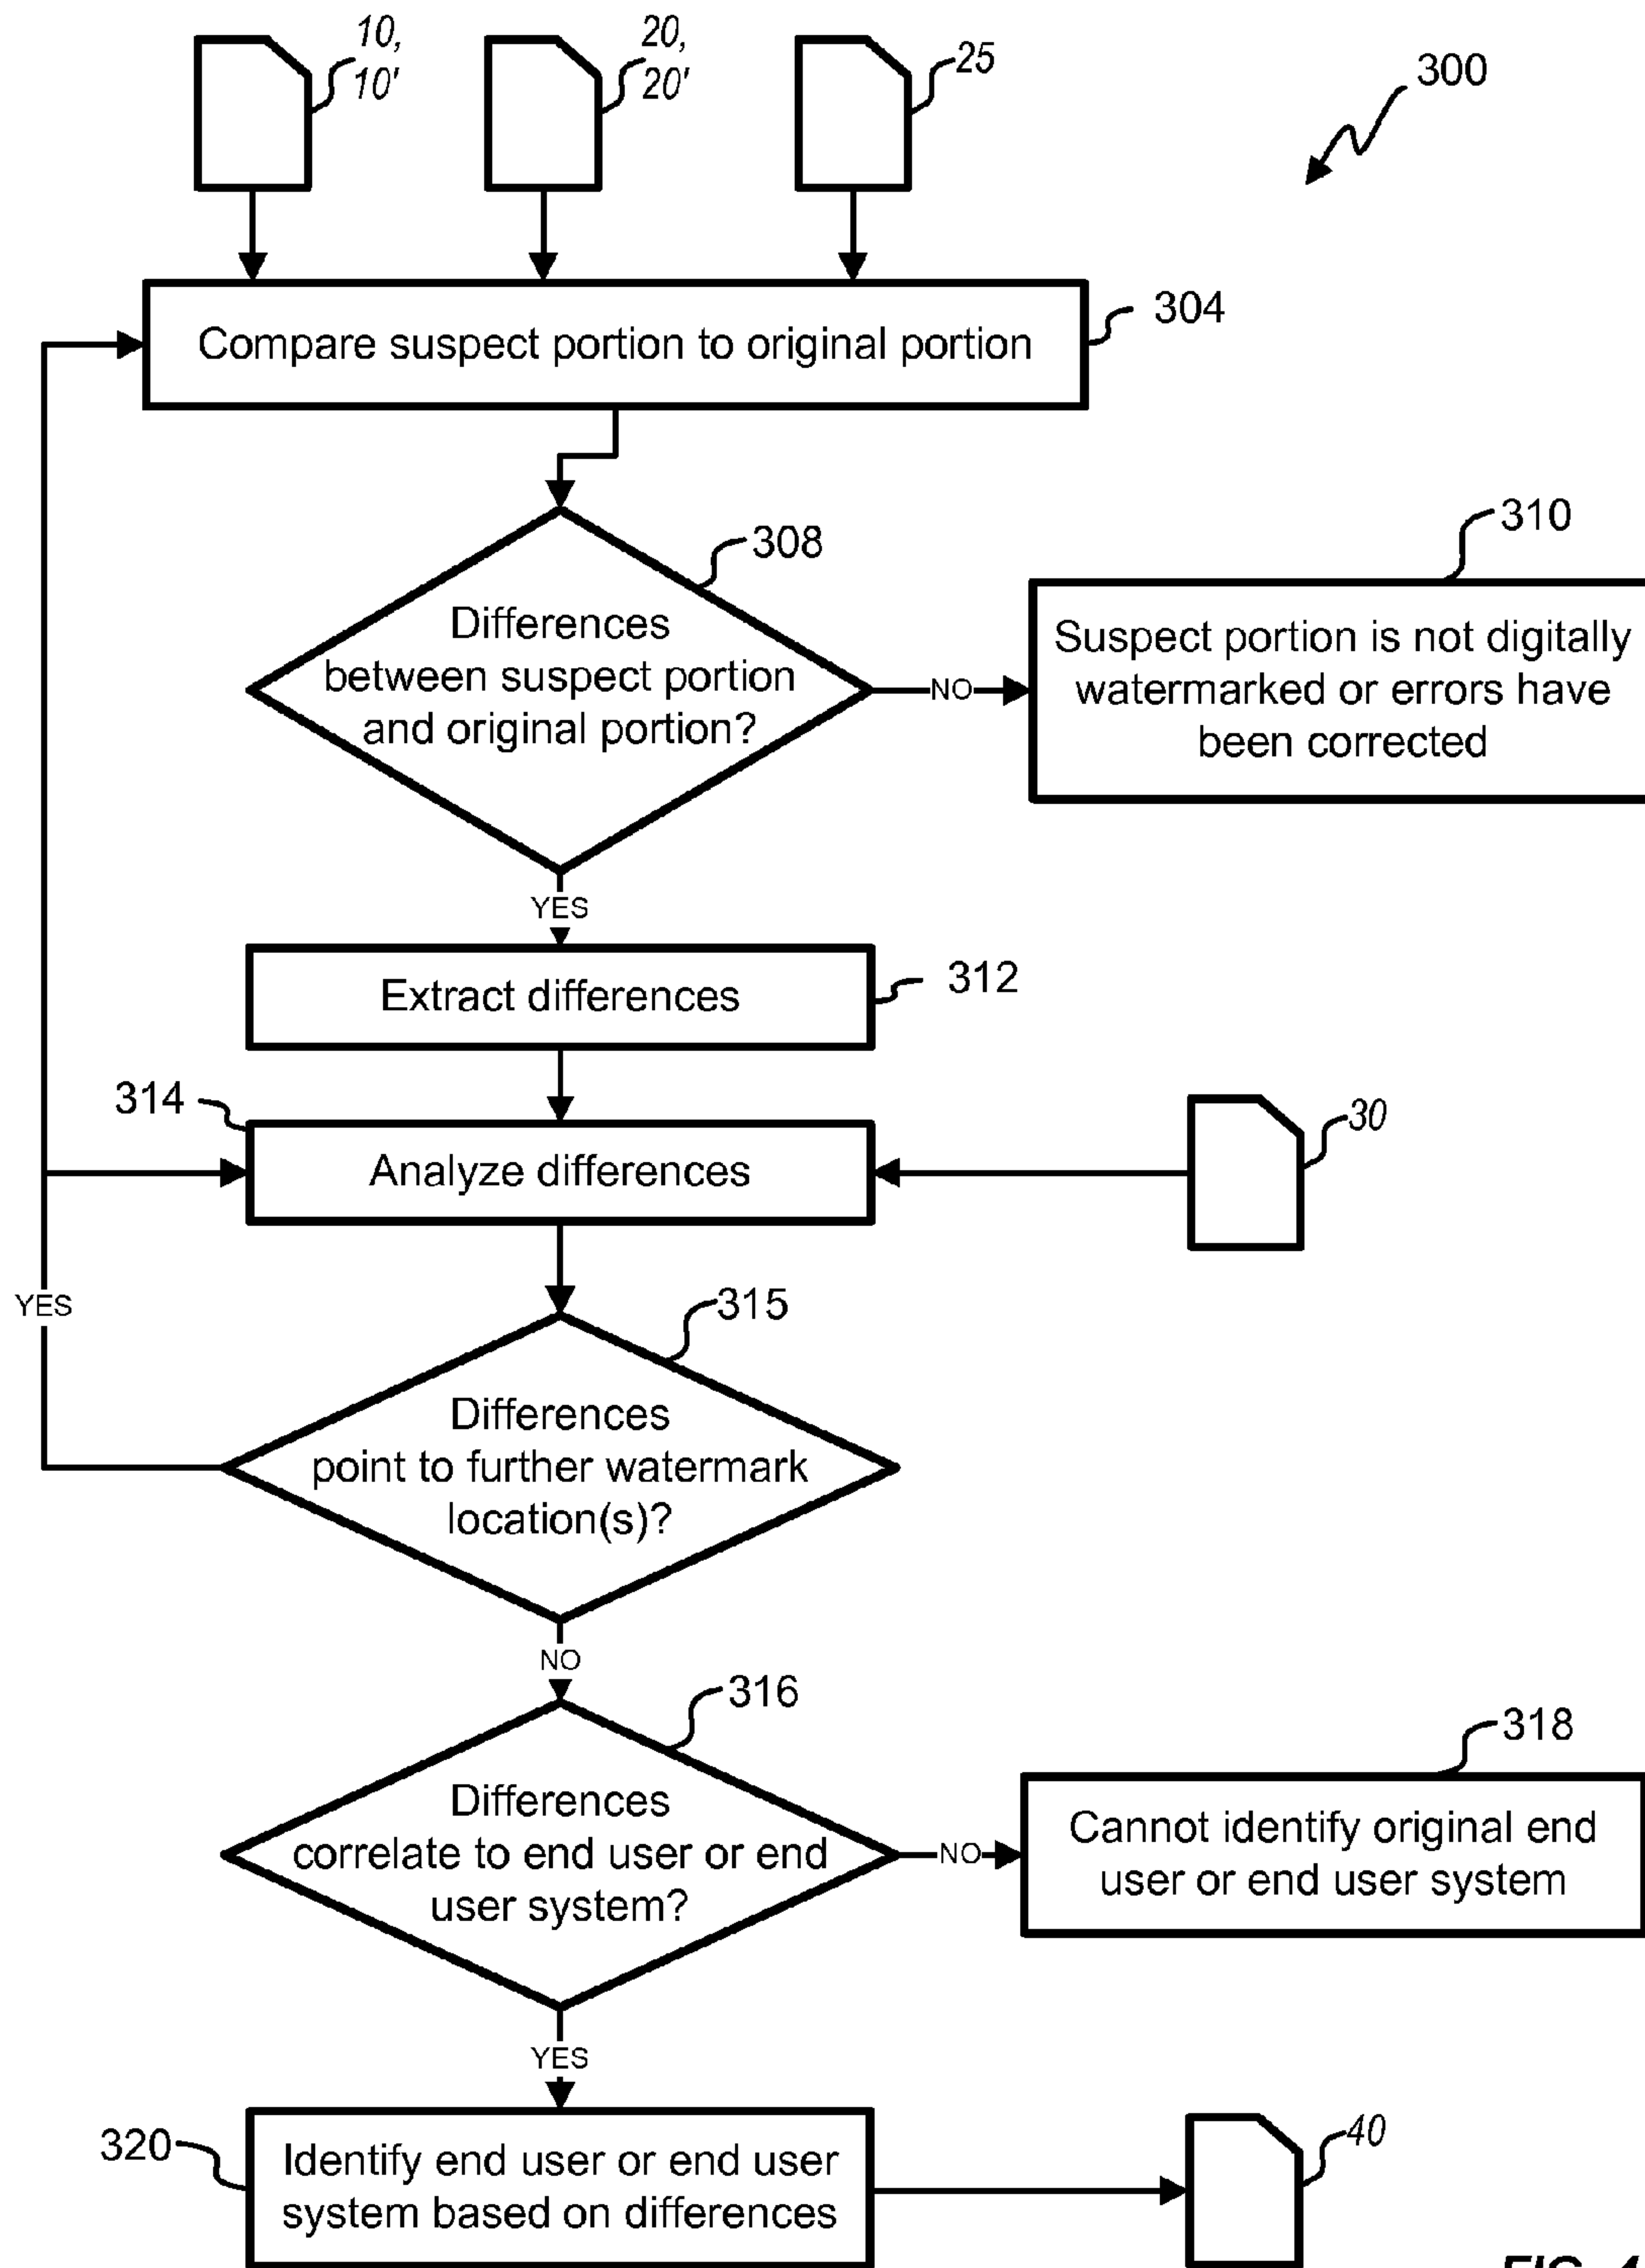 10,
10'
20,
20'
25
300
Compare suspect portion to original portion
304
308
Differences
between suspect portion
and original portion?
NO
310
Suspect portion is not digitally
watermarked or errors have
been corrected
YES
Extract differences
312
314
Analyze differences
30
YES
315
Differences
point to further watermark
location(s)?
NO
316
Differences
correlate to end user or end
user system?
NO
318
Cannot identify original end
user or end user system
YES
320
Identify end user or end user
system based on differences
40